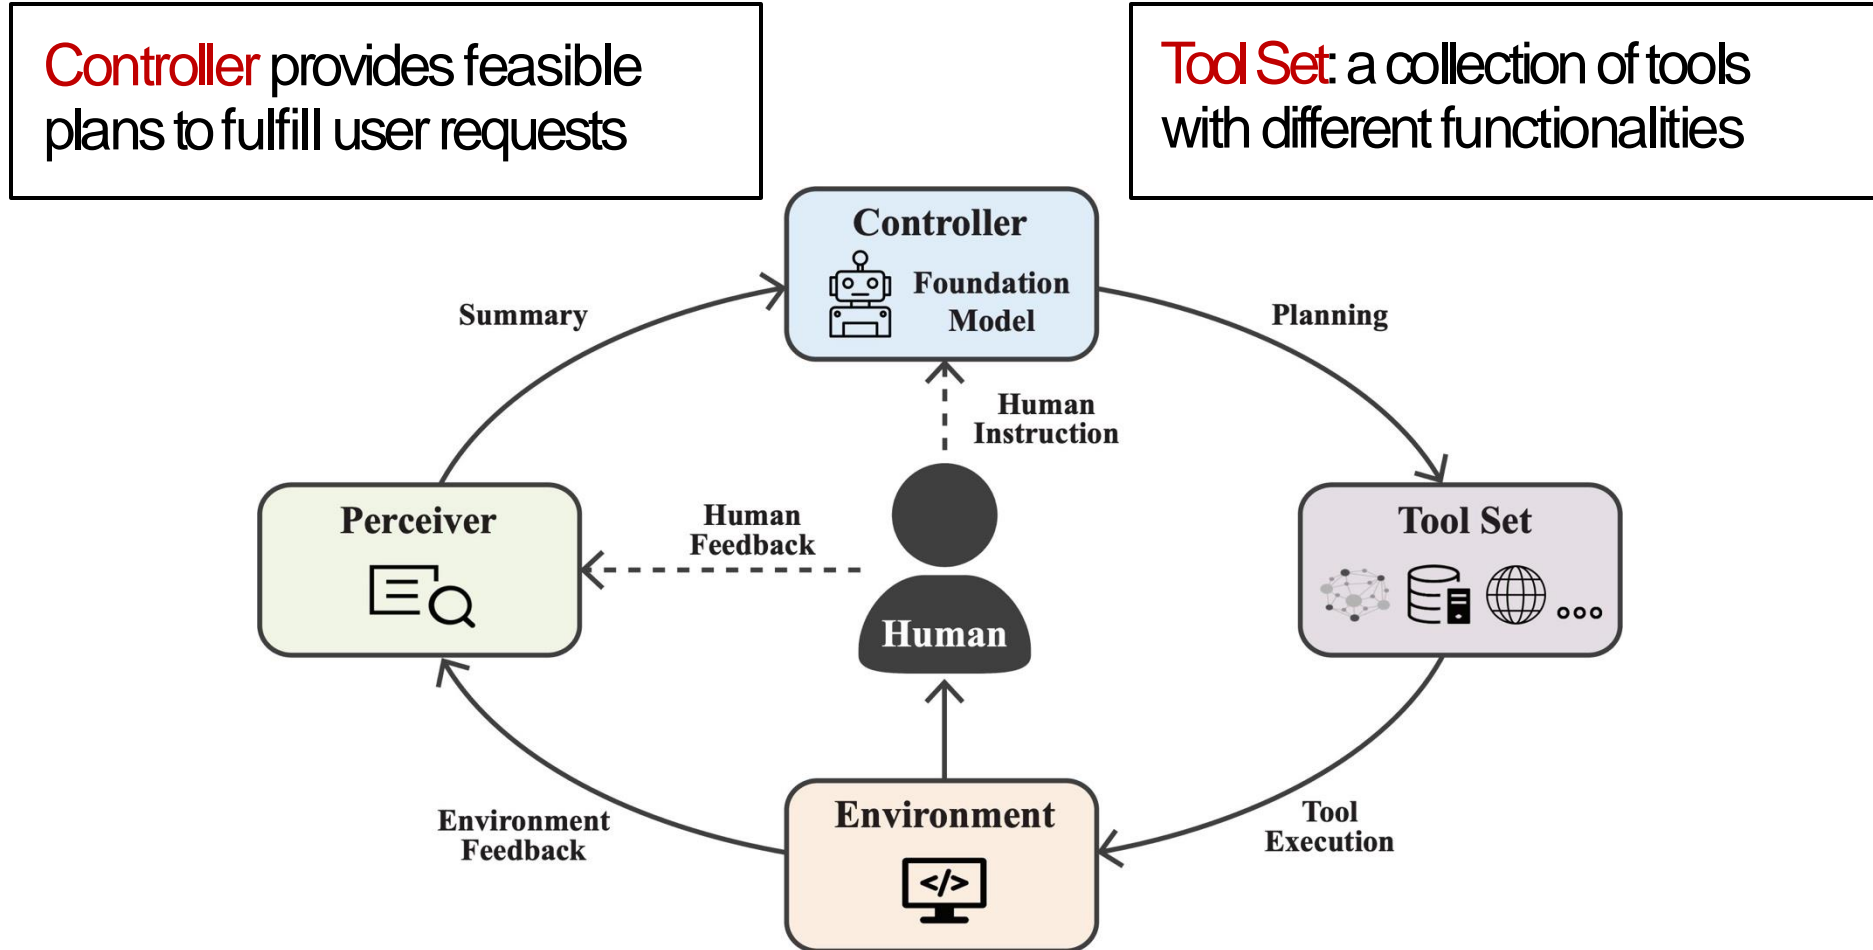 Controller provides feasible
plans to fulfill user requests
Tool Set: a collection of tools
with different functionalities
Controller
Foundation
Model
Summary
Planning
Human
Instruction
Perceiver
Human
Feedback
Tool Set
Human
Environment
Feedback
Environment
</>
Tool
Execution